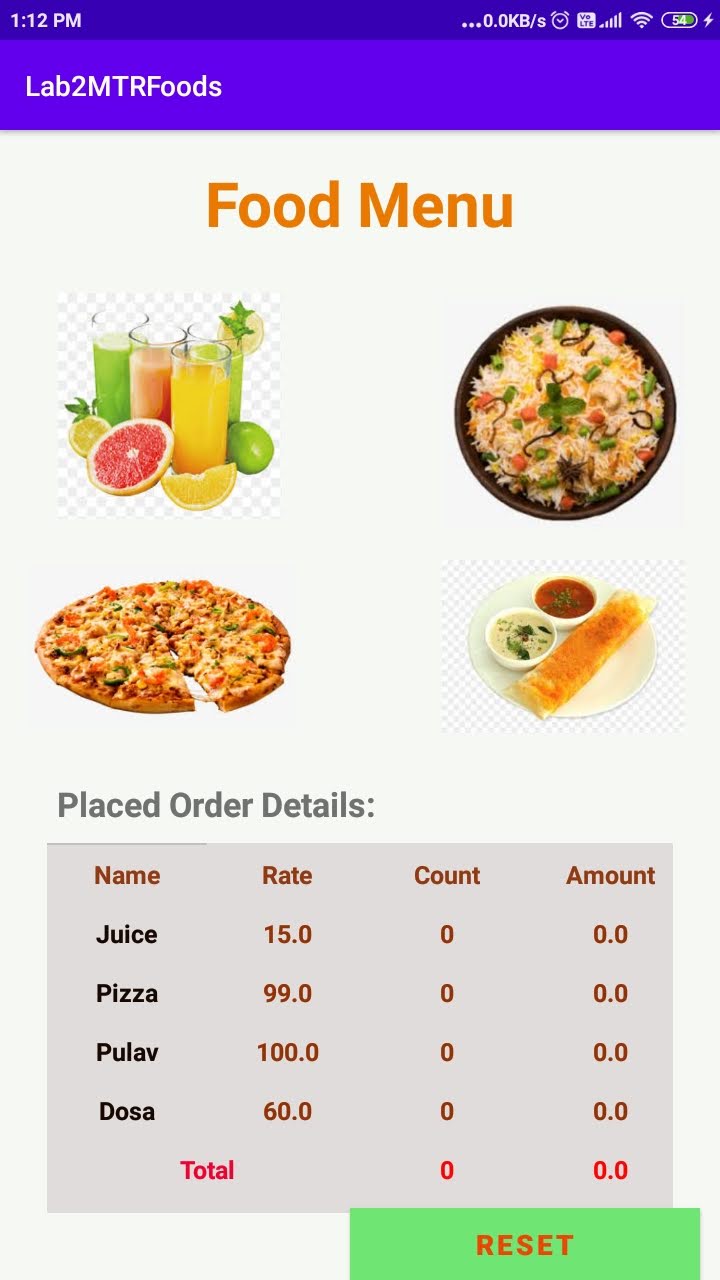 1:12 PM ...0.0KB/s Vo LTE 54
Lab2MTRFoods
Food Menu
Placed Order Details:
Name Rate Count Amount
Juice 15.0 0 0.0
Pizza 99.0 0 0.0
Pulav 100.0 0 0.0
Dosa 60.0 0 0.0
Total 0 0.0
RESET